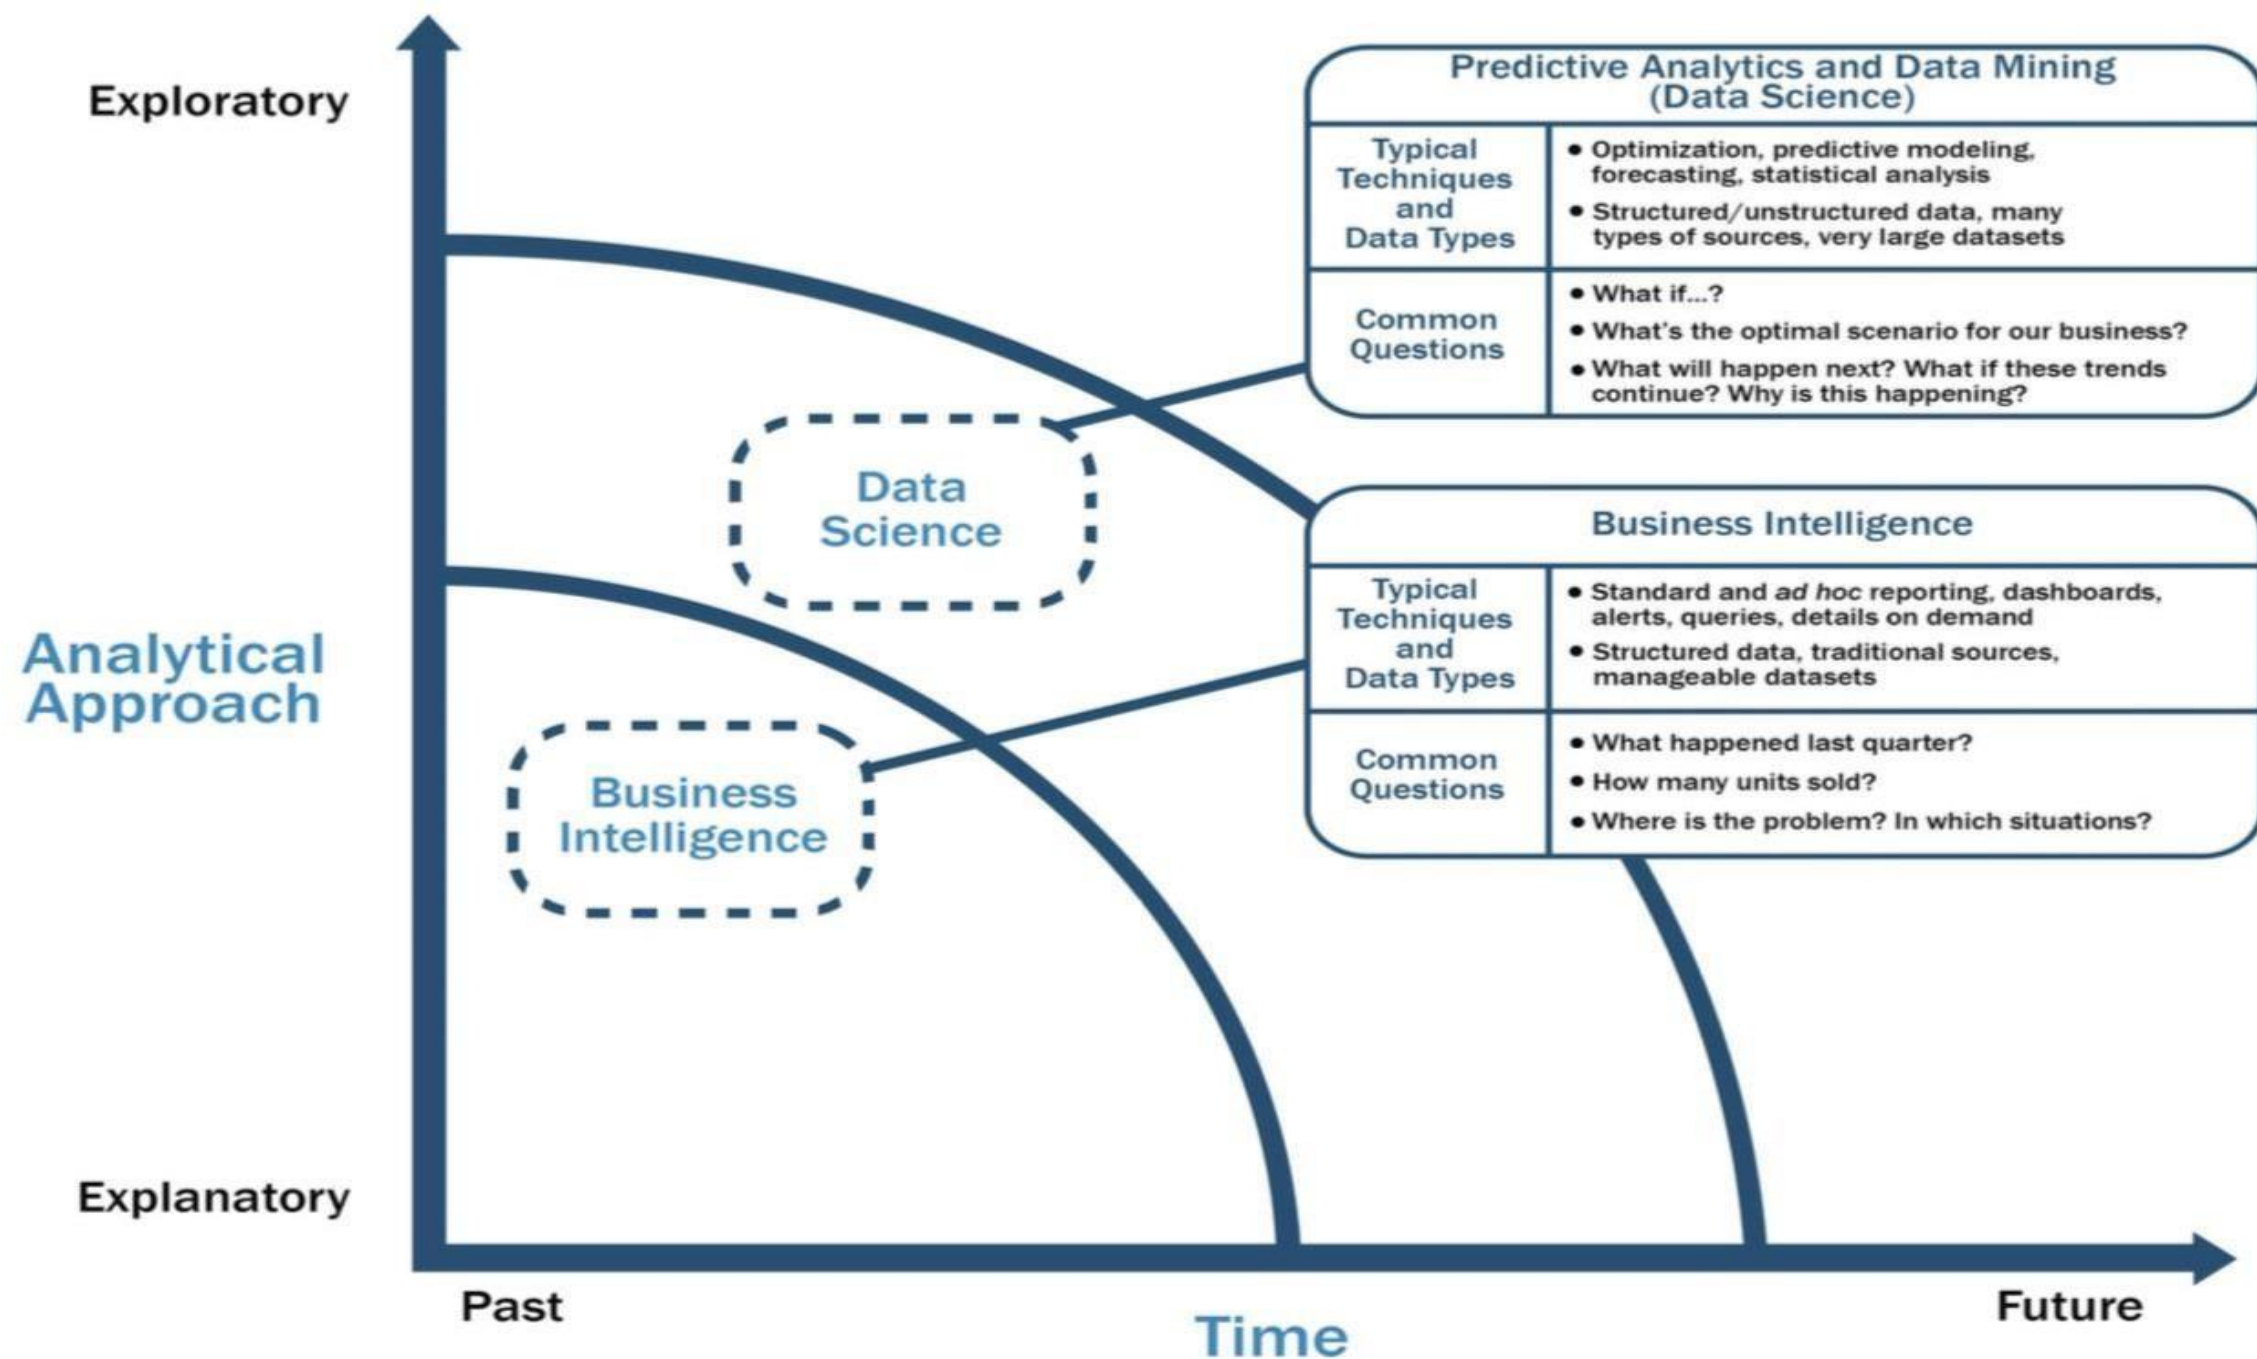 Exploratory
Analytical
Approach
Explanatory
Past
Time
Future
Data
Science
Business
Intelligence
Predictive Analytics and Data Mining
(Data Science)
Typical
Techniques
and
Data Types
• Optimization, predictive modeling,
forecasting, statistical analysis
• Structured/unstructured data, many
types of sources, very large datasets
Common
Questions
• What if...?
• What's the optimal scenario for our business?
• What will happen next? What if these trends
continue? Why is this happening?
Business Intelligence
Typical
Techniques
and
Data Types
• Standard and ad hoc reporting, dashboards,
alerts, queries, details on demand
• Structured data, traditional sources,
manageable datasets
Common
Questions
• What happened last quarter?
• How many units sold?
• Where is the problem? In which situations?